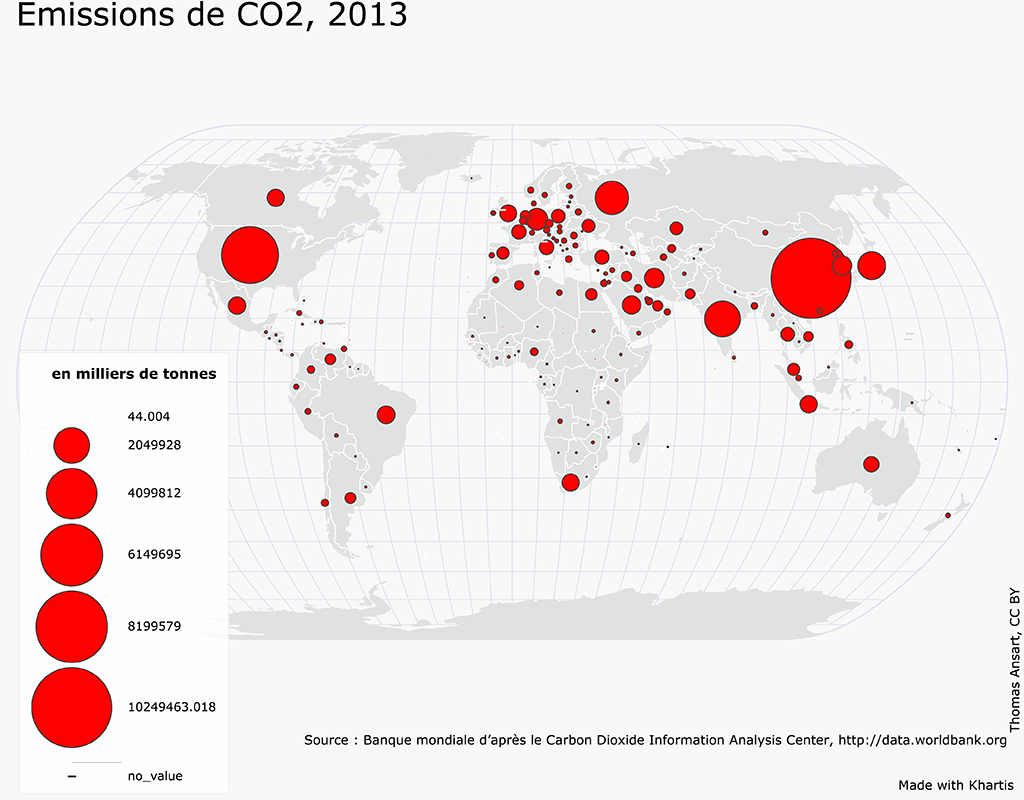 Emissions de CO2, 2013
en milliers de tonnes
44.004
2049928
4099812
6149695
8199579
10249463.018
no_value
Thomas Ansart, CC BY
Source : Banque mondiale d’après le Carbon Dioxide Information Analysis Center, http://data.worldbank.org
Made with Khartis